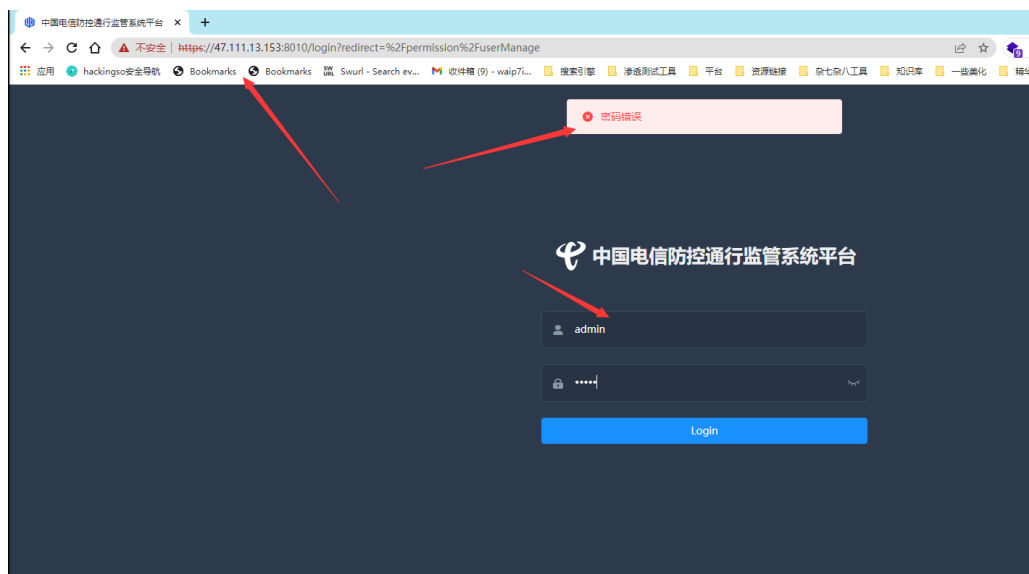 中国电信防控通行监管系统平台
不安全 https://47.111.13.153:8010/login?redirect=%2Fpermission%2FuserManage
9
应用 hackingso安全导航 Bookmarks Bookmarks SW URL Swurl - Search ev... 收件箱 (9) - waip7i... 搜索引擎 渗透测试工具 平台 资源链接 杂七杂八工具 知识库 一些美化 精华
密码错误
中国电信防控通行监管系统平台
admin
Login